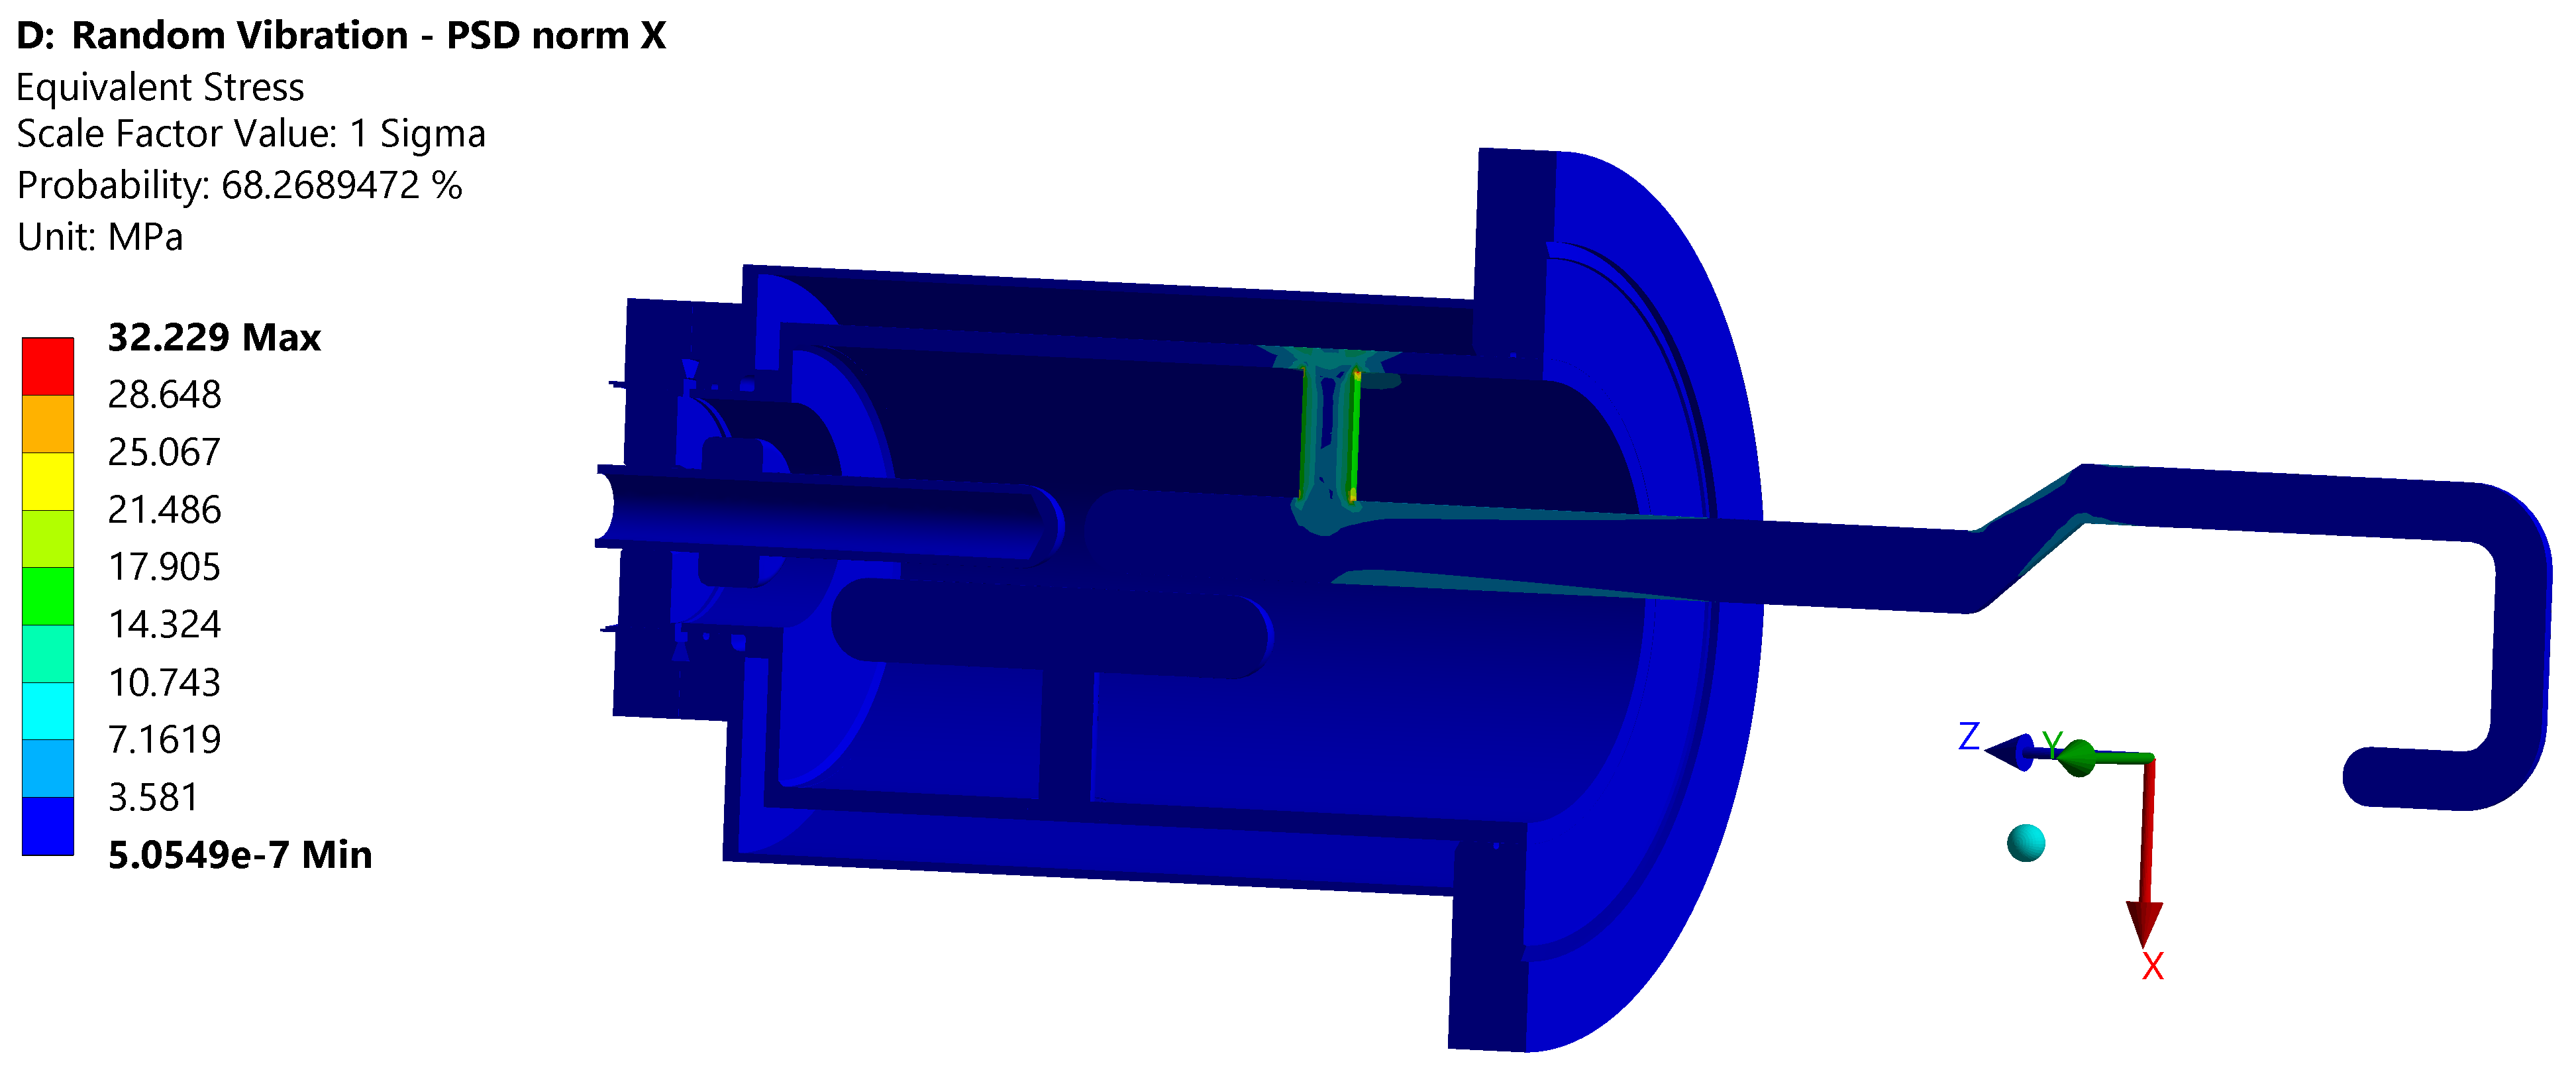 D: Random Vibration - PSD norm X
Equivalent Stress
Scale Factor Value: 1 Sigma
Probability: 68.2689472 %
Unit: MPa
32.229 Max
28.648
25.067
21.486
17.905
14.324
10.743
7.1619
3.581
5.0549e-7 Min
Z
Y
X